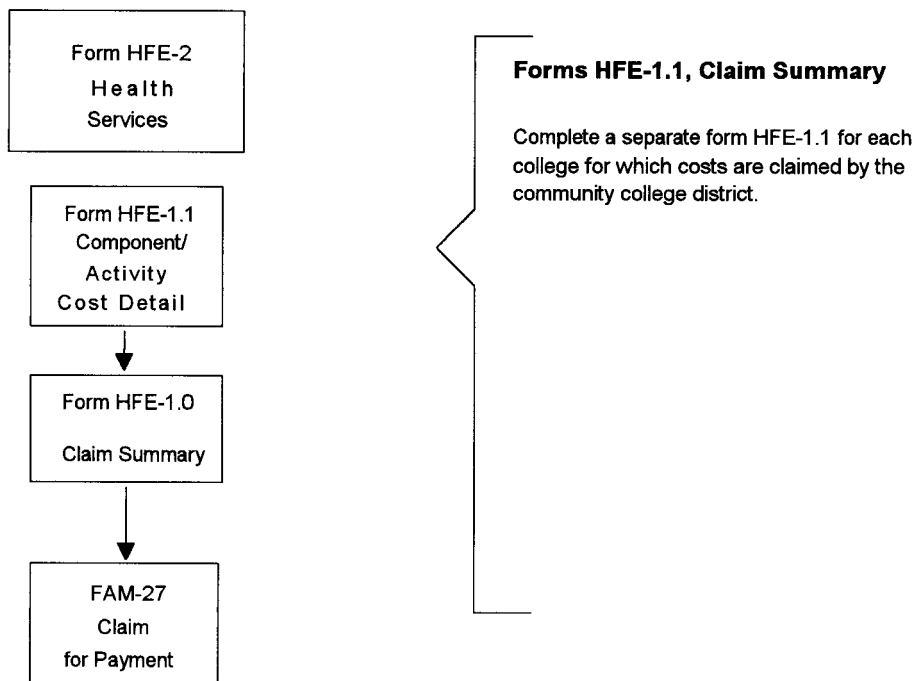 Form HFE-2
Health
Services
Form HFE-1.1
Component/
Activity
Cost Detail
Form HFE-1.0
Claim Summary
FAM-27
Claim
for Payment
Forms HFE-1.1, Claim Summary
Complete a separate form HFE-1.1 for each
college for which costs are claimed by the
community college district.